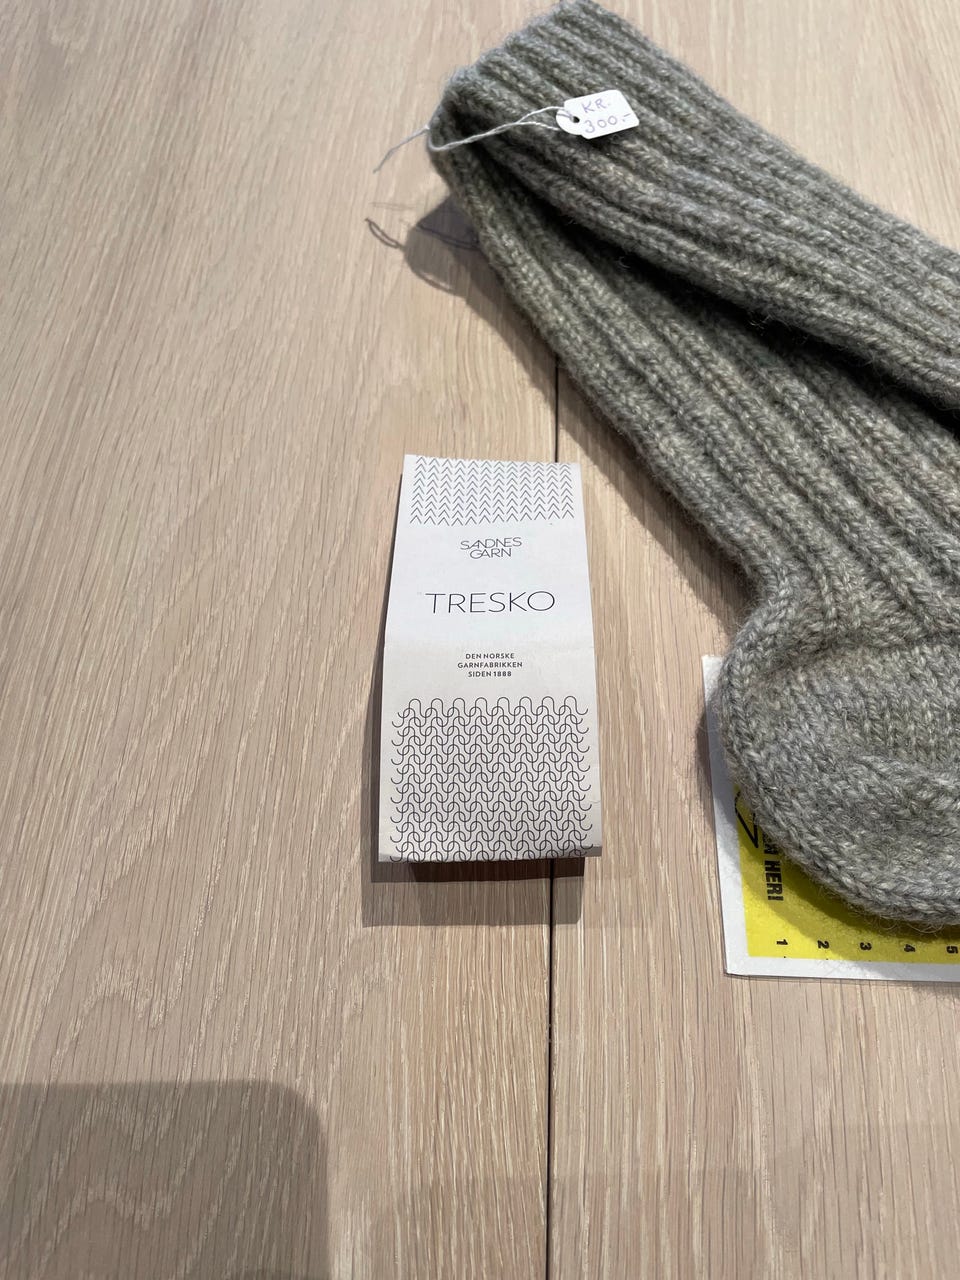 KR.
300.-
SANDNES
GARN
TRESKO
DEN NORSKE
GARNFABRIKKEN
SIDEN 1888
HER!
1 2 3 4 5